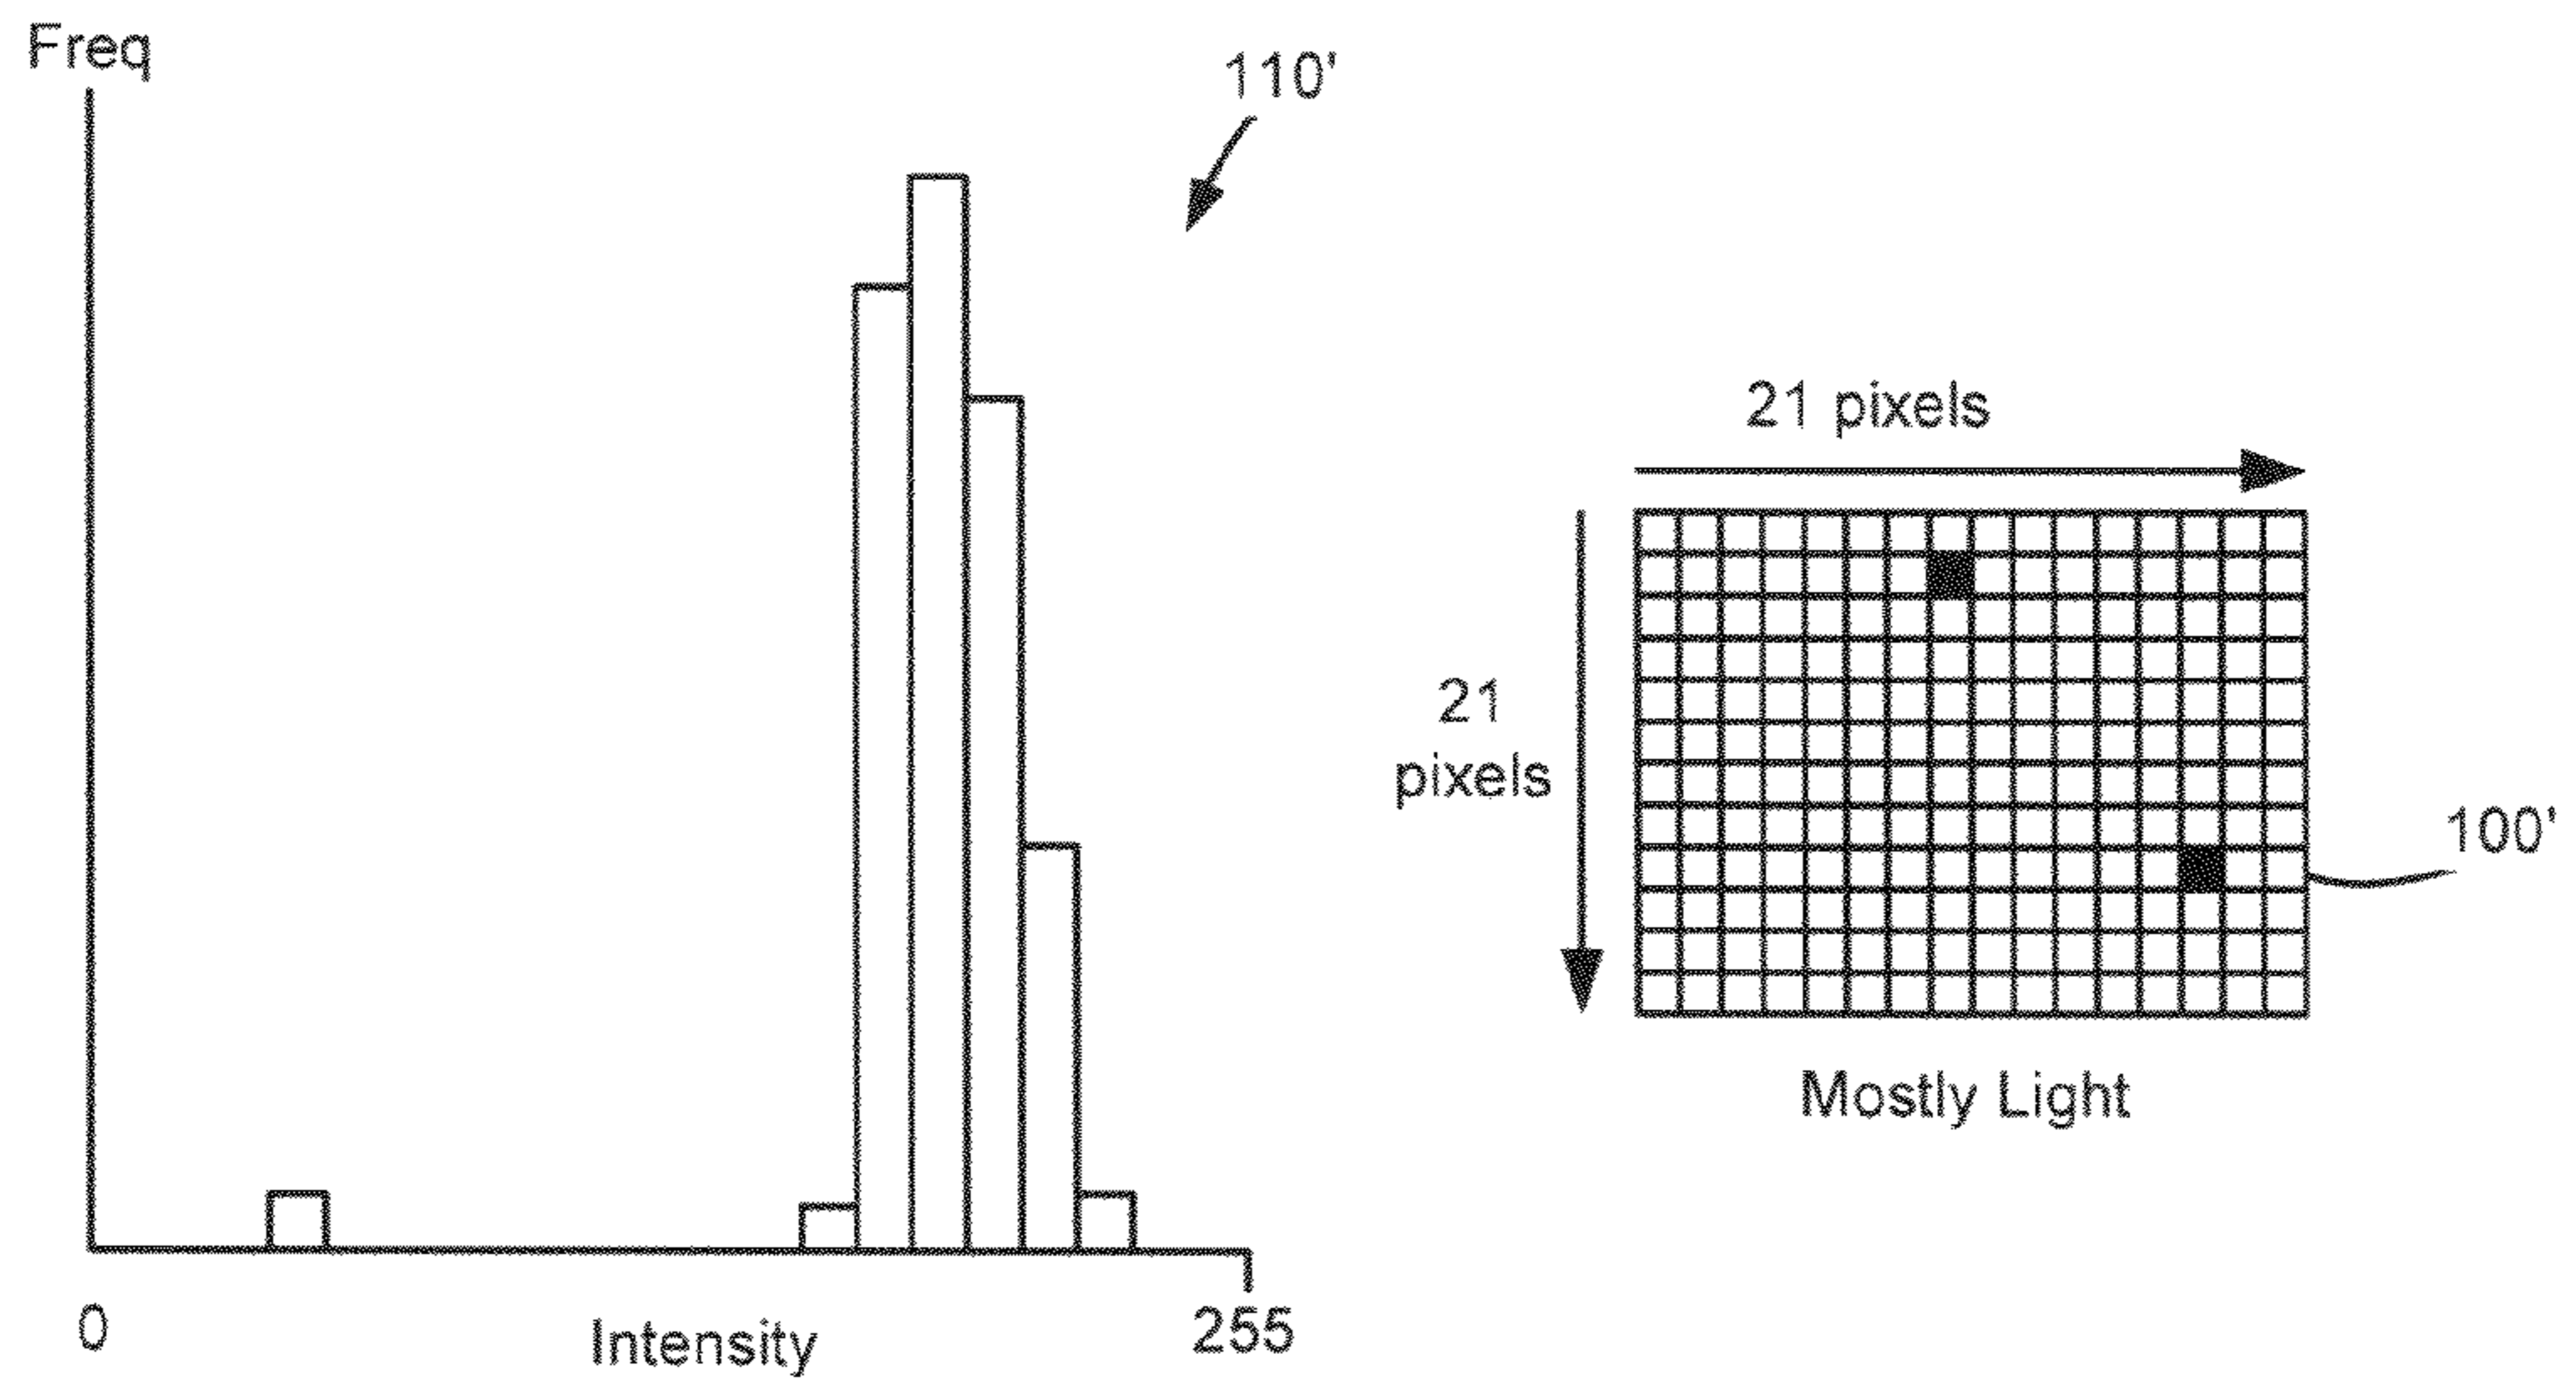 Freq
110'
0
Intensity
255
21 pixels
21
pixels
100'
Mostly Light